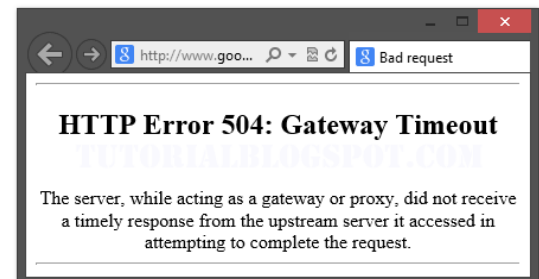 http://www.goo...
Bad request
HTTP Error 504: Gateway Timeout
TUTORIALBLOGSPOT.COM
The server, while acting as a gateway or proxy, did not receive
a timely response from the upstream server it accessed in
attempting to complete the request.